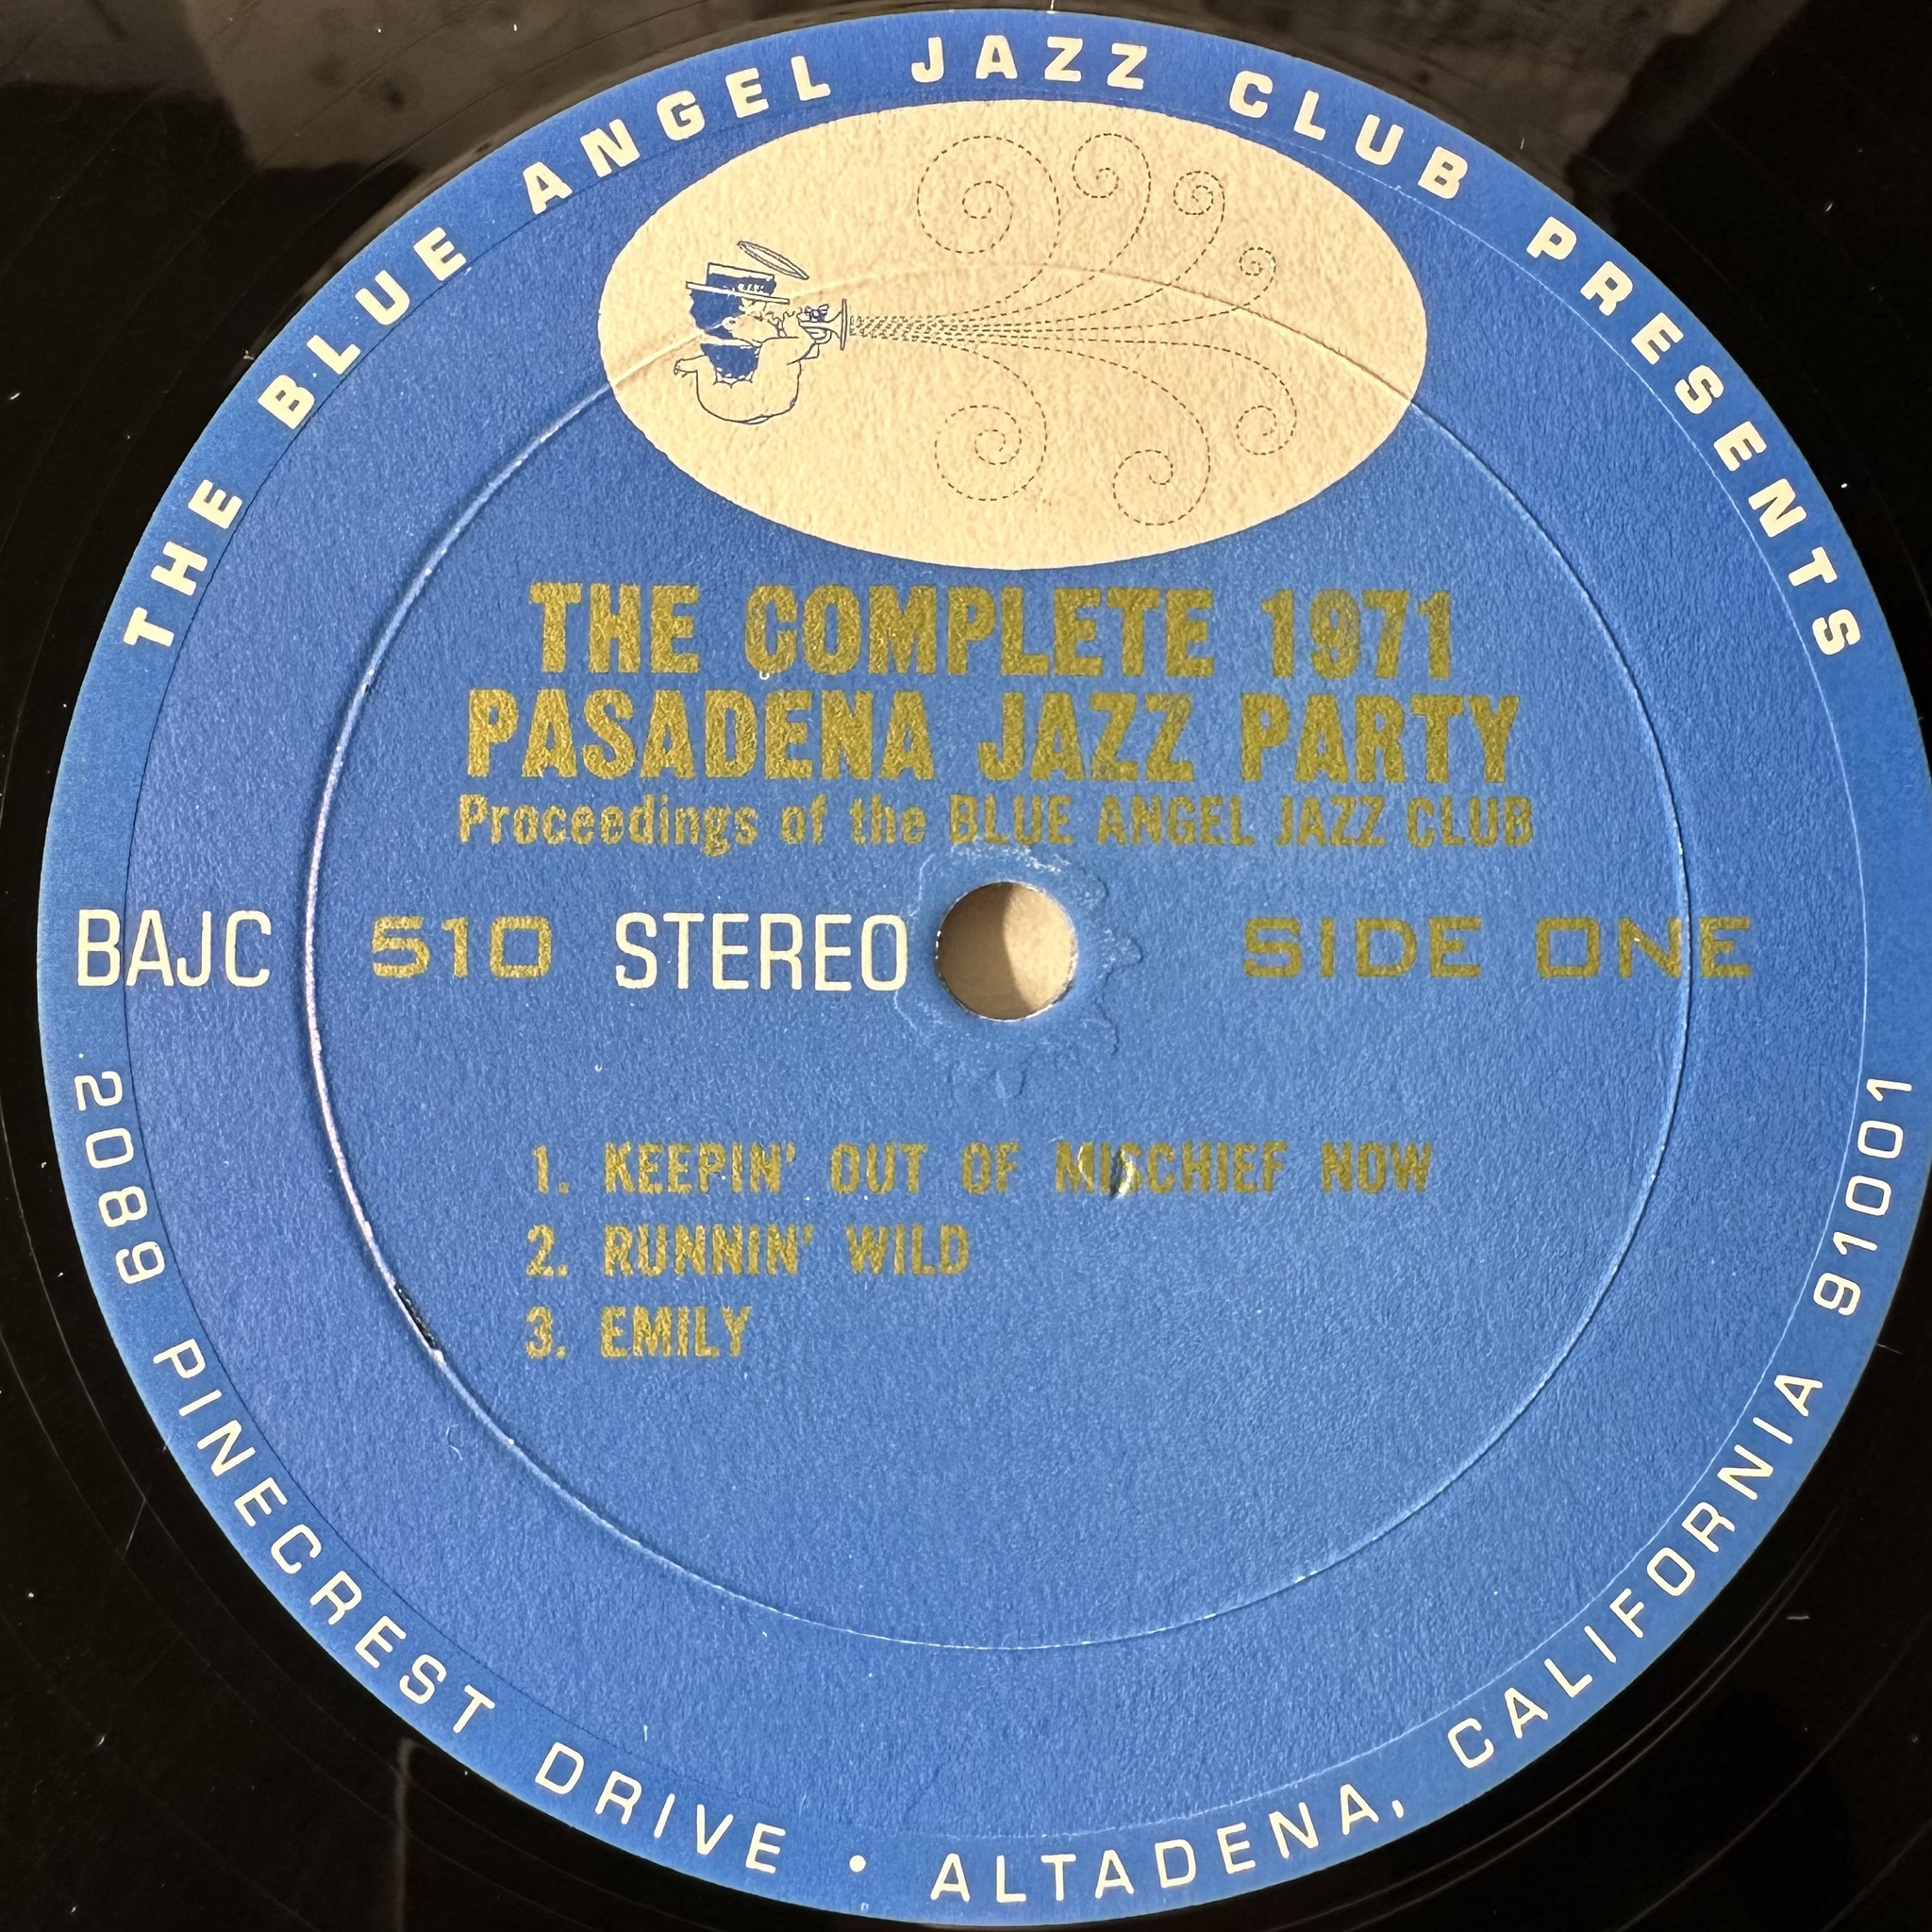 THE BLUE ANGEL JAZZ CLUB PRESENTS
THE COMPLETE 1971
PASADENA JAZZ PARTY
Proceedings of the BLUE ANGEL JAZZ CLUB
BAJC 510 STEREO SIDE ONE
1. KEEPIN' OUT OF MISCHIEF NOW
2. RUNNIN' WILD
3. EMILY
2089 PINECREST DRIVE • ALTADENA, CALIFORNIA 91001